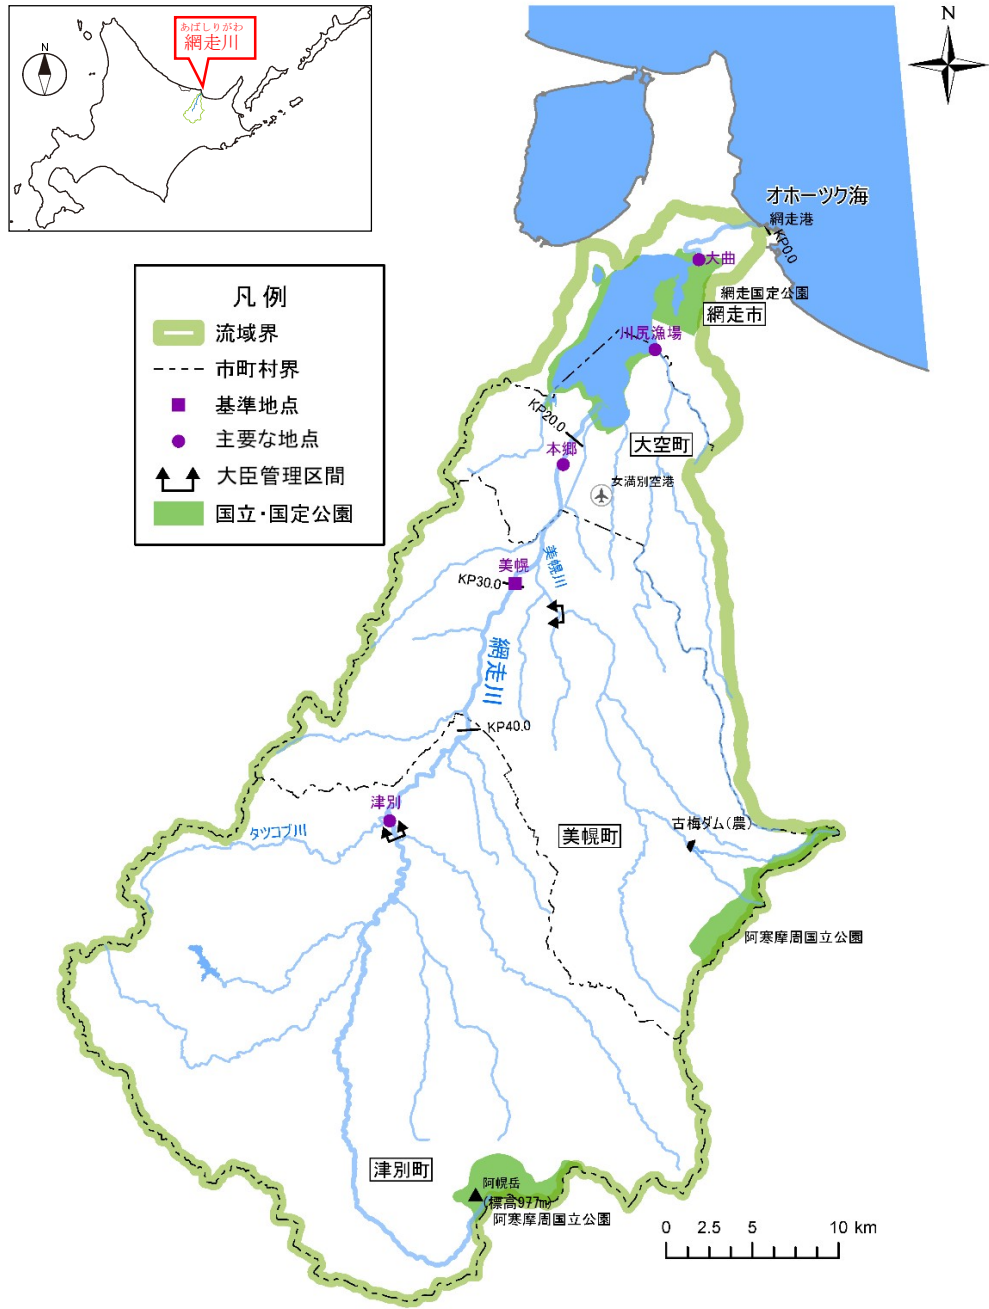 あばしりがわ
網走川
N
N
オホーツク海
網走港
KP0.0
大曲
網走国定公園
網走市
川尻漁場
凡例
流域界
市町村界
基準地点
主要な地点
大臣管理区間
国立・国定公園
KP20.0
大空町
本郷
女満別空港
美幌
美幌川
KP30.0
網走川
KP40.0
津別
タツコブ川
古梅ダム(農)
美幌町
阿寒摩周国立公園
津別町
阿幌岳
(標高977m)
阿寒摩周国立公園
0 2.5 5 10 km